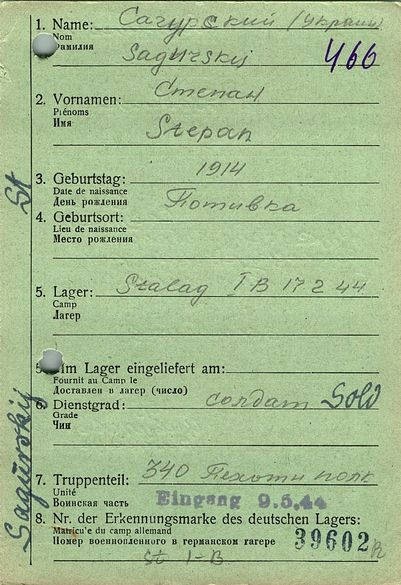 1. Name: Сагурский (украин)
Nom
Фамилия
Sagurskij 466
2. Vornamen: Степан
Prénoms
Имя
Stepan
3. Geburtstag: 1914
Date de naissance
День рождения
Потивка
4. Geburtsort:
Lieu de naissance
Место рождения
St
5. Lager: Stalag I B 17 2 44
Camp
Лагерь
5. Im Lager eingeliefert am:
Fournit au Camp le
Доставлен в лагерь (число)
6. Dienstgrad: солдат Sold
Grade
Чин
Sagurskij
7. Truppenteil: 340 Пехотн полк
Unité
Воинская часть
Eingang 9.5.44
8. Nr. der Erkennungsmarke des deutschen Lagers:
Matricu'e du camp allemand
Номер военнопленного в германском лагере
39602
St I-B